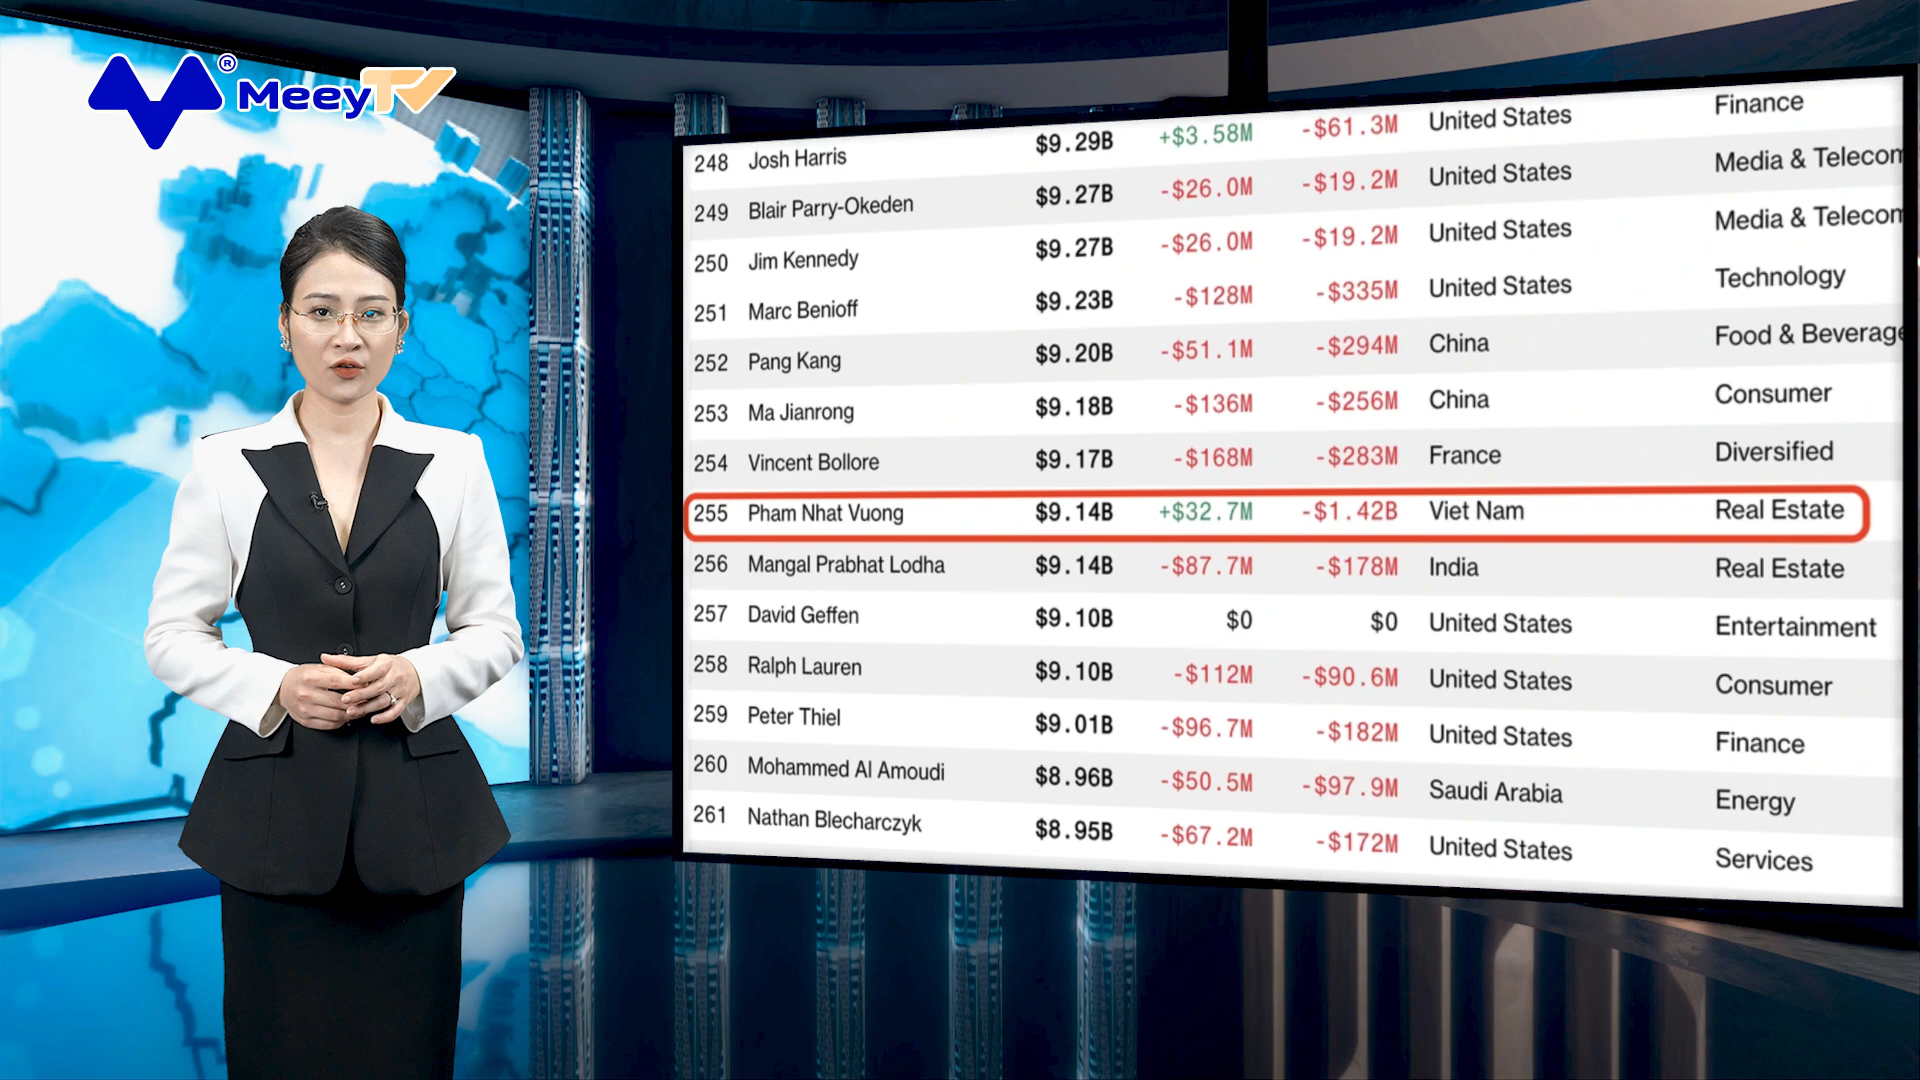 ® MeeyTV
248 Josh Harris $9.29B +$3.58M -$61.3M United States Finance
249 Blair Parry-Okeden $9.27B -$26.0M -$19.2M United States Media & Telecom
250 Jim Kennedy $9.27B -$26.0M -$19.2M United States Media & Telecom
251 Marc Benioff $9.23B -$128M -$335M United States Technology
252 Pang Kang $9.20B -$51.1M -$294M China Food & Beverage
253 Ma Jianrong $9.18B -$136M -$256M China Consumer
254 Vincent Bollore $9.17B -$168M -$283M France Diversified
255 Pham Nhat Vuong $9.14B +$32.7M -$1.42B Viet Nam Real Estate
256 Mangal Prabhat Lodha $9.14B -$87.7M -$178M India Real Estate
257 David Geffen $9.10B $0 $0 United States Entertainment
258 Ralph Lauren $9.10B -$112M -$90.6M United States Consumer
259 Peter Thiel $9.01B -$96.7M -$182M United States Finance
260 Mohammed Al Amoudi $8.96B -$50.5M -$97.9M Saudi Arabia Energy
261 Nathan Blecharczyk $8.95B -$67.2M -$172M United States Services